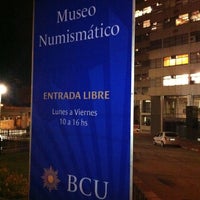 Museo
Numismático
ENTRADA LIBRE
Lunes a Viernes
10 a 16 hs
BCU